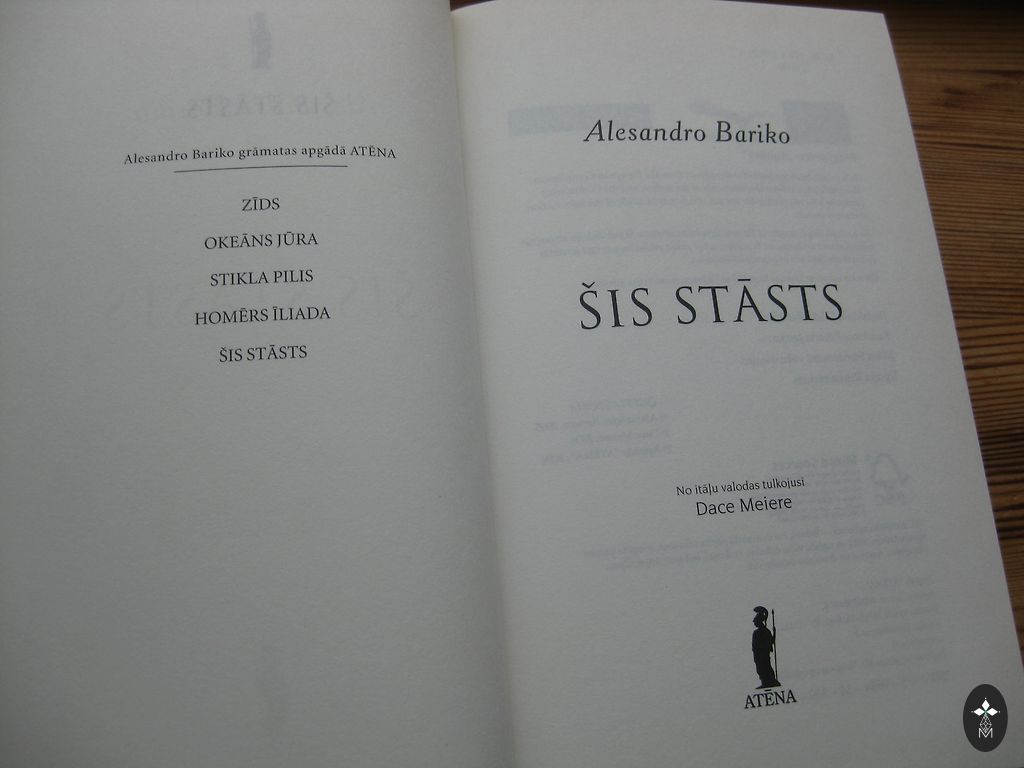 Alesandro Bariko grāmatas apgādā ATĒNA
ZĪDS
OKEĀNS JŪRA
STIKLA PILIS
HOMĒRS ĪLIADA
ŠIS STĀSTS
Alesandro Bariko
ŠIS STĀSTS
No itāļu valodas tulkojusi
Dace Meiere
ATĒNA
M